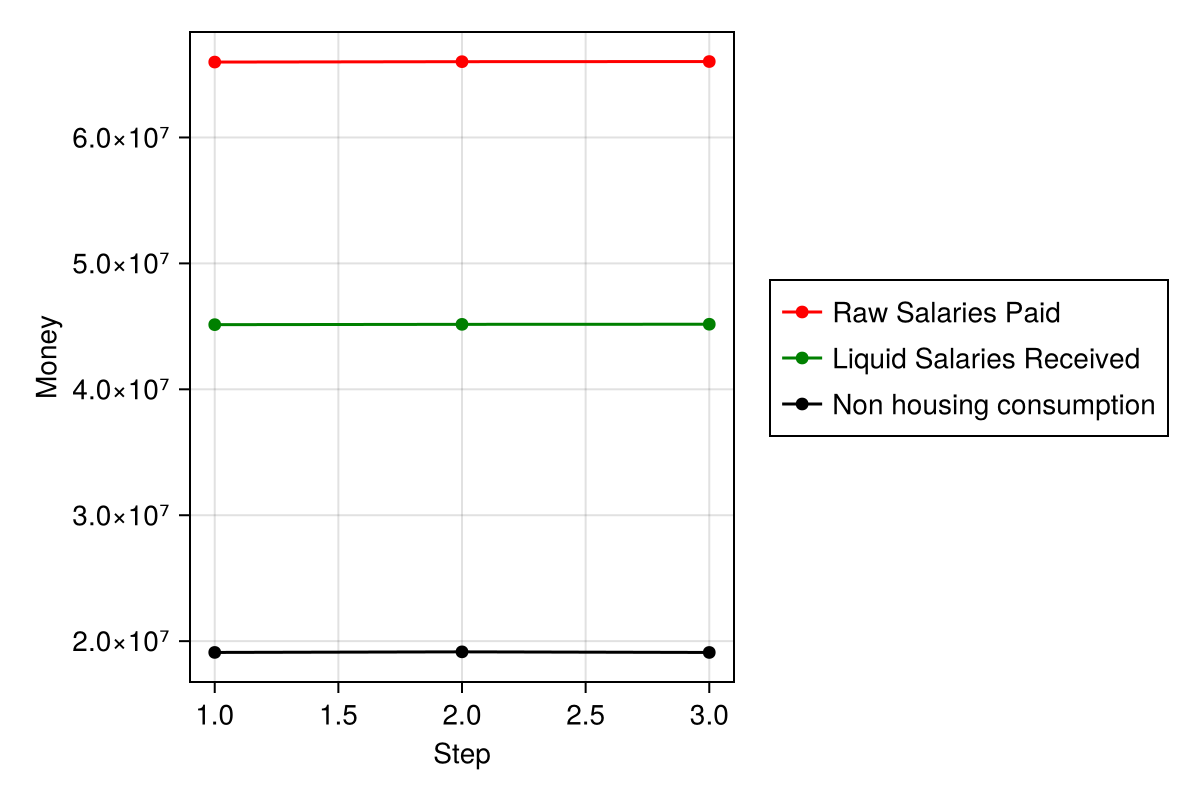 6.0×10⁷
5.0×10⁷
4.0×10⁷
3.0×10⁷
2.0×10⁷
Money
1.0 1.5 2.0 2.5 3.0
Step
Raw Salaries Paid
Liquid Salaries Received
Non housing consumption